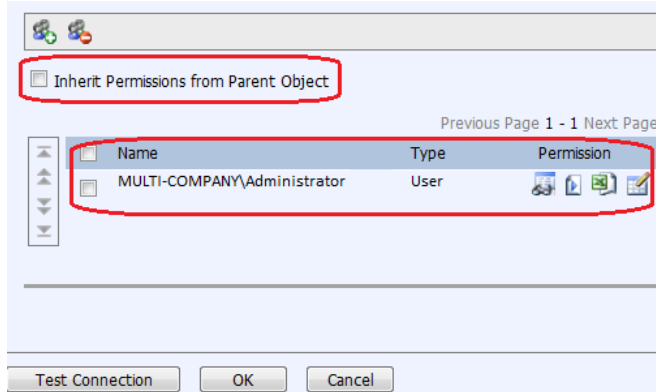 Inherit Permissions from Parent Object
Previous Page 1 - 1 Next Page
Name Type Permission
MULTI-COMPANY\Administrator User
Test Connection OK Cancel